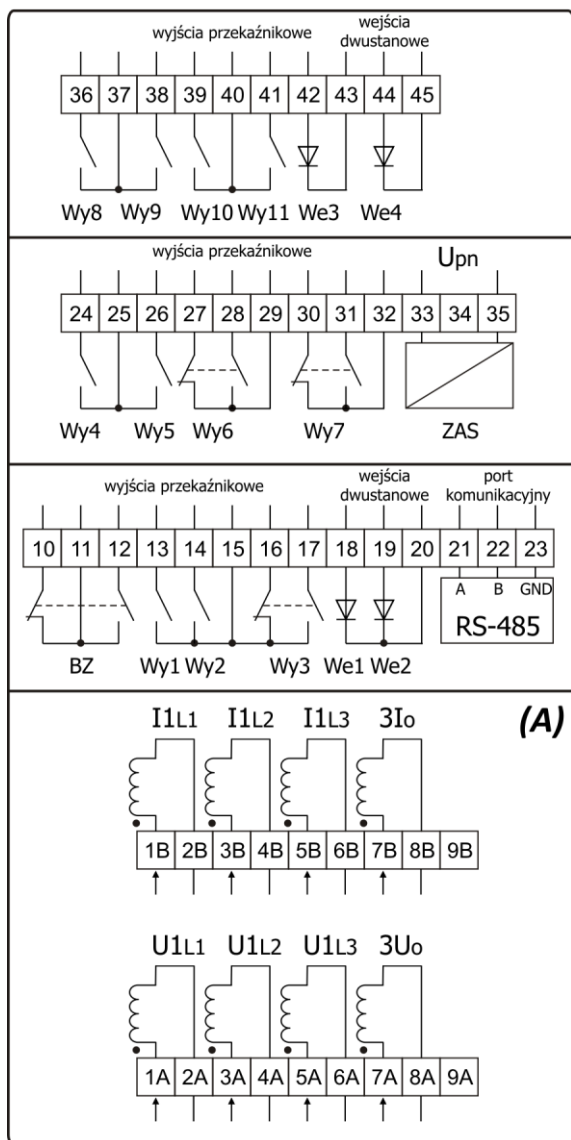 wyjścia przekaźnikowe wejścia
dwustanowe
36 37 38 39 40 41 42 43 44 45
Wy8 Wy9 Wy10 Wy11 We3 We4
wyjścia przekaźnikowe Upn
24 25 26 27 28 29 30 31 32 33 34 35
Wy4 Wy5 Wy6 Wy7 ZAS
wyjścia przekaźnikowe wejścia dwustanowe port komunikacyjny
10 11 12 13 14 15 16 17 18 19 20 21 22 23
A B GND
RS-485
BZ Wy1 Wy2 Wy3 We1 We2
I1L1 I1L2 I1L3 3Io (A)
1B 2B 3B 4B 5B 6B 7B 8B 9B
U1L1 U1L2 U1L3 3Uo
1A 2A 3A 4A 5A 6A 7A 8A 9A